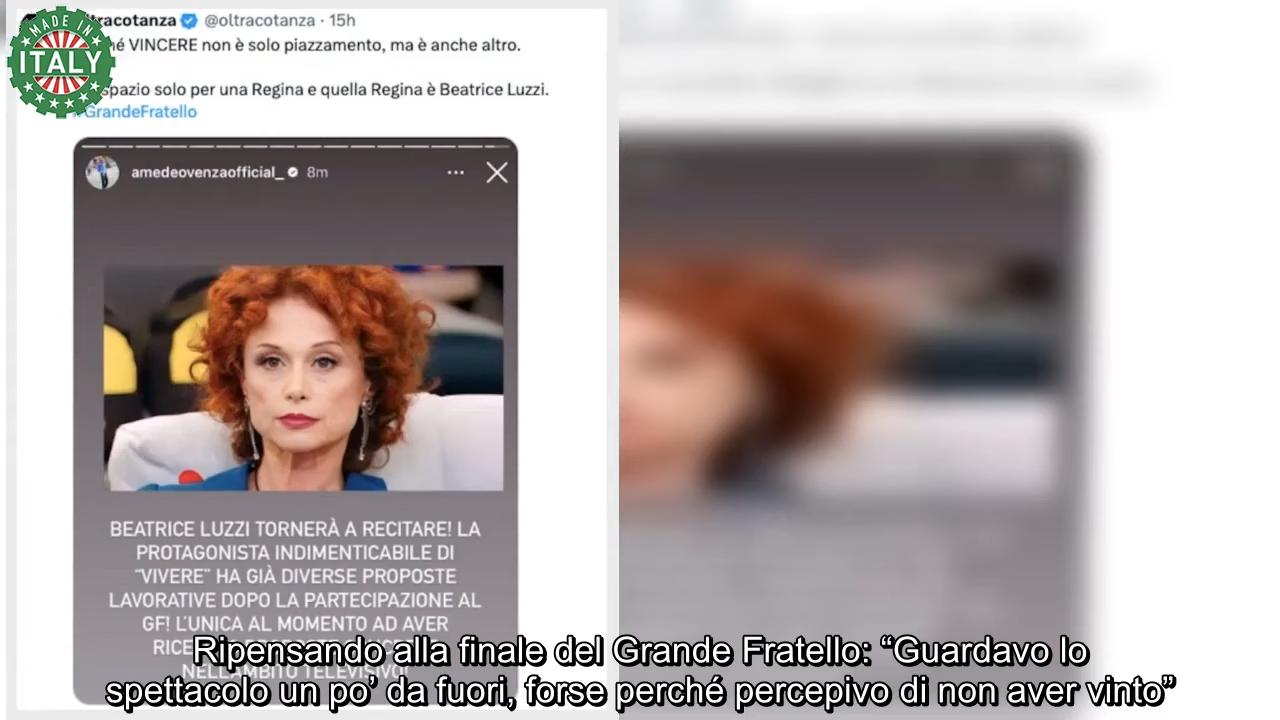 MADE IN
ITALY
tracotanza @oltracotanza · 15h
VINCERE non è solo piazzamento, ma è anche altro.
spazio solo per una Regina e quella Regina è Beatrice Luzzi.
#GrandeFratello
amedeovenzaofficial_ 8m
BEATRICE LUZZI TORNERÀ A RECITARE! LA
PROTAGONISTA INDIMENTICABILE DI
"VIVERE" HA GIÀ DIVERSE PROPOSTE
LAVORATIVE DOPO LA PARTECIPAZIONE AL
GF! L'UNICA AL MOMENTO AD AVER
NELL'AMBITO TELEVISIVO!
Ripensando alla finale del Grande Fratello: “Guardavo lo
spettacolo un po’ da fuori, forse perché percepivo di non aver vinto”